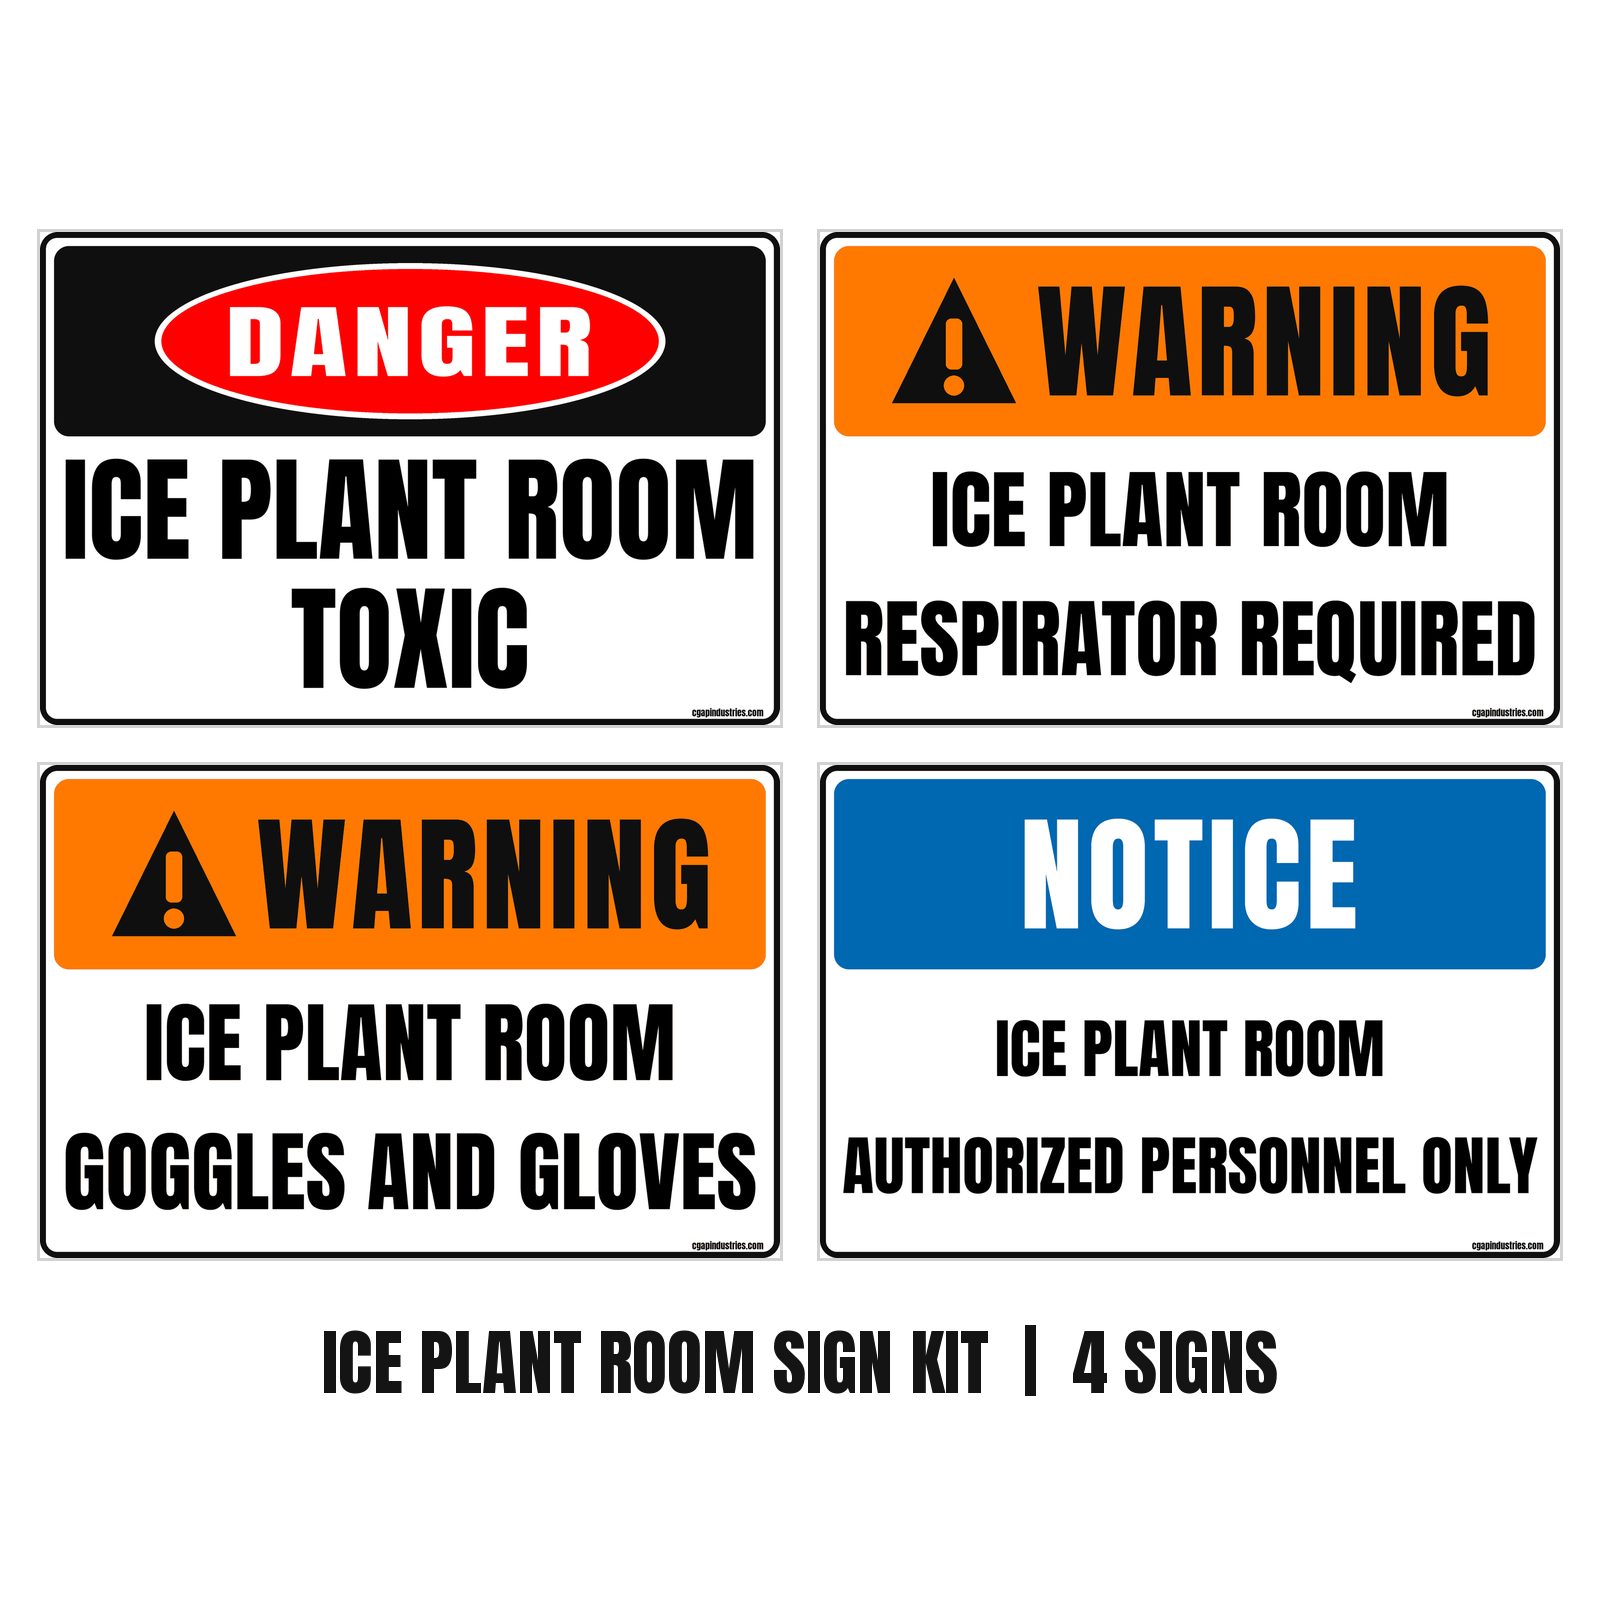 DANGER
ICE PLANT ROOM
TOXIC
cgapindustries.com
WARNING
ICE PLANT ROOM
RESPIRATOR REQUIRED
cgapindustries.com
WARNING
ICE PLANT ROOM
GOGGLES AND GLOVES
cgapindustries.com
NOTICE
ICE PLANT ROOM
AUTHORIZED PERSONNEL ONLY
cgapindustries.com
ICE PLANT ROOM SIGN KIT | 4 SIGNS